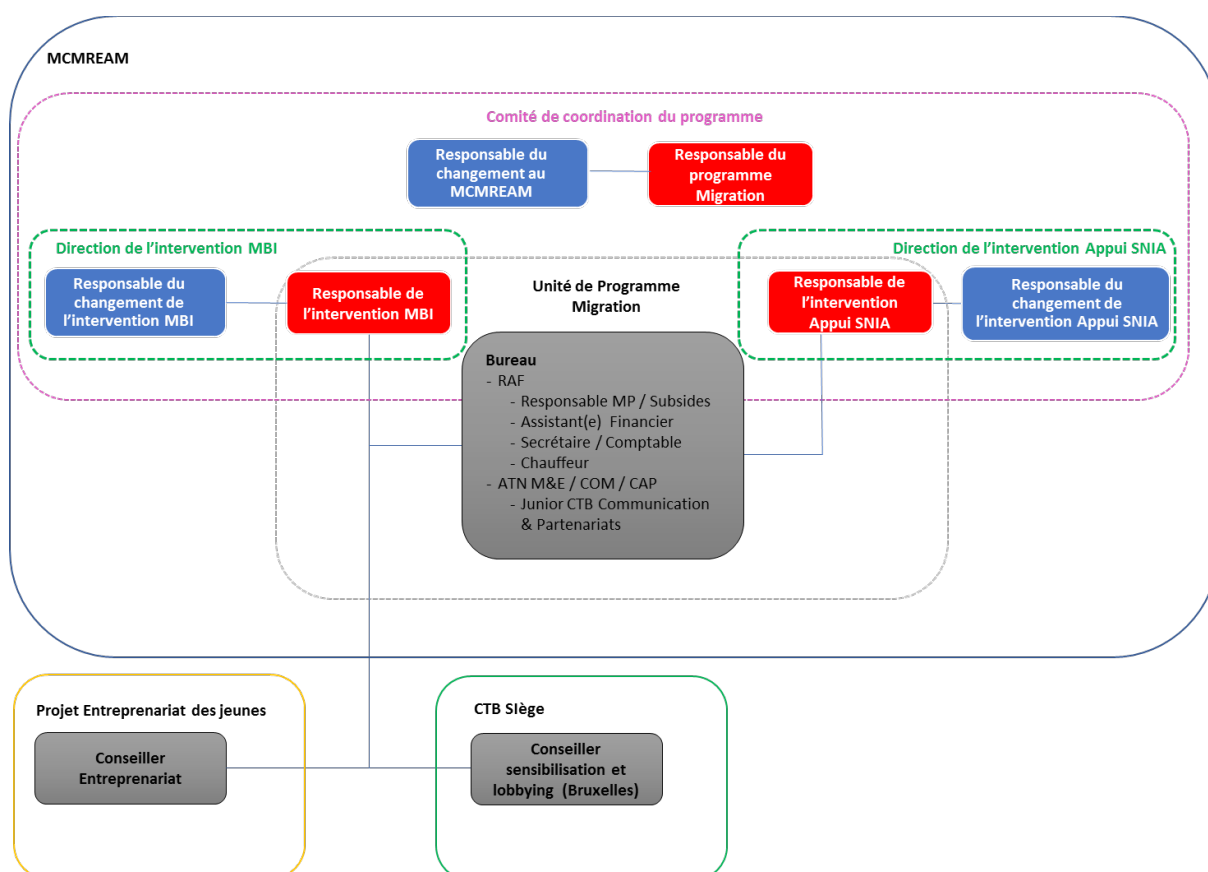 MCMREAM
Comité de coordination du programme
Responsable du
changement au
MCMREAM
Responsable du
programme
Migration
Direction de l’intervention MBI
Direction de l’intervention Appui SNIA
Responsable du
changement de
l’intervention MBI
Responsable de
l’intervention MBI
Unité de Programme
Migration
Responsable de
l’intervention
Appui SNIA
Responsable du
changement de
l’intervention Appui SNIA
Bureau
- RAF
- Responsable MP / Subsides
- Assistant(e) Financier
- Secrétaire / Comptable
- Chauffeur
- ATN M&E / COM / CAP
- Junior CTB Communication
& Partenariats
Projet Entreprenariat des jeunes
Conseiller
Entreprenariat
CTB SIège
Conseiller
sensibilisation et
lobbying (Bruxelles)